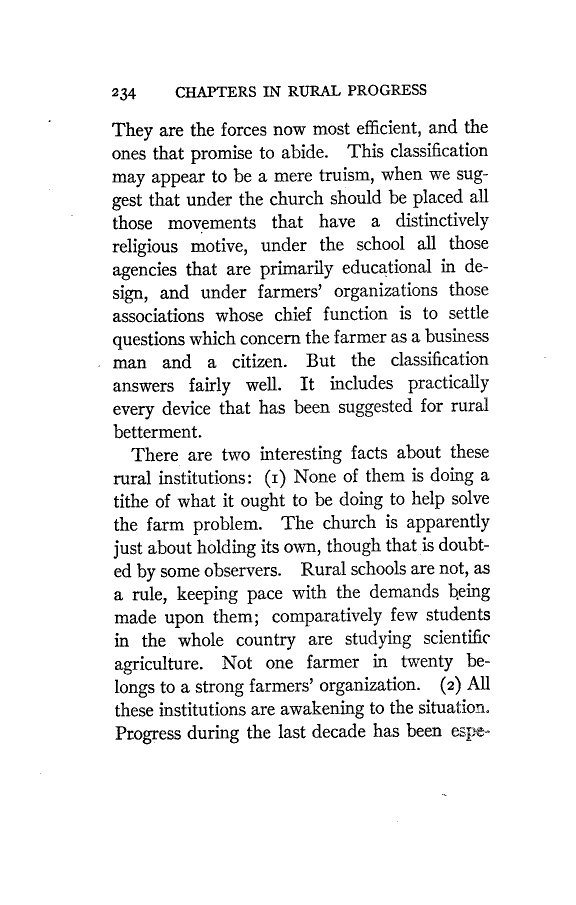 234 CHAPTERS IN RURAL PROGRESS
They are the forces now most efficient, and the
ones that promise to abide. This classification
may appear to be a mere truism, when we sug-
gest that under the church should be placed all
those movements that have a distinctively
religious motive, under the school all those
agencies that are primarily educational in de-
sign, and under farmers' organizations those
associations whose chief function is to settle
questions which concern the farmer as a business
man and a citizen. But the classification
answers fairly well. It includes practically
every device that has been suggested for rural
betterment.
There are two interesting facts about these
rural institutions: (1) None of them is doing a
tithe of what it ought to be doing to help solve
the farm problem. The church is apparently
just about holding its own, though that is doubt-
ed by some observers. Rural schools are not, as
a rule, keeping pace with the demands being
made upon them; comparatively few students
in the whole country are studying scientific
agriculture. Not one farmer in twenty be-
longs to a strong farmers' organization. (2) All
these institutions are awakening to the situation.
Progress during the last decade has been espe-